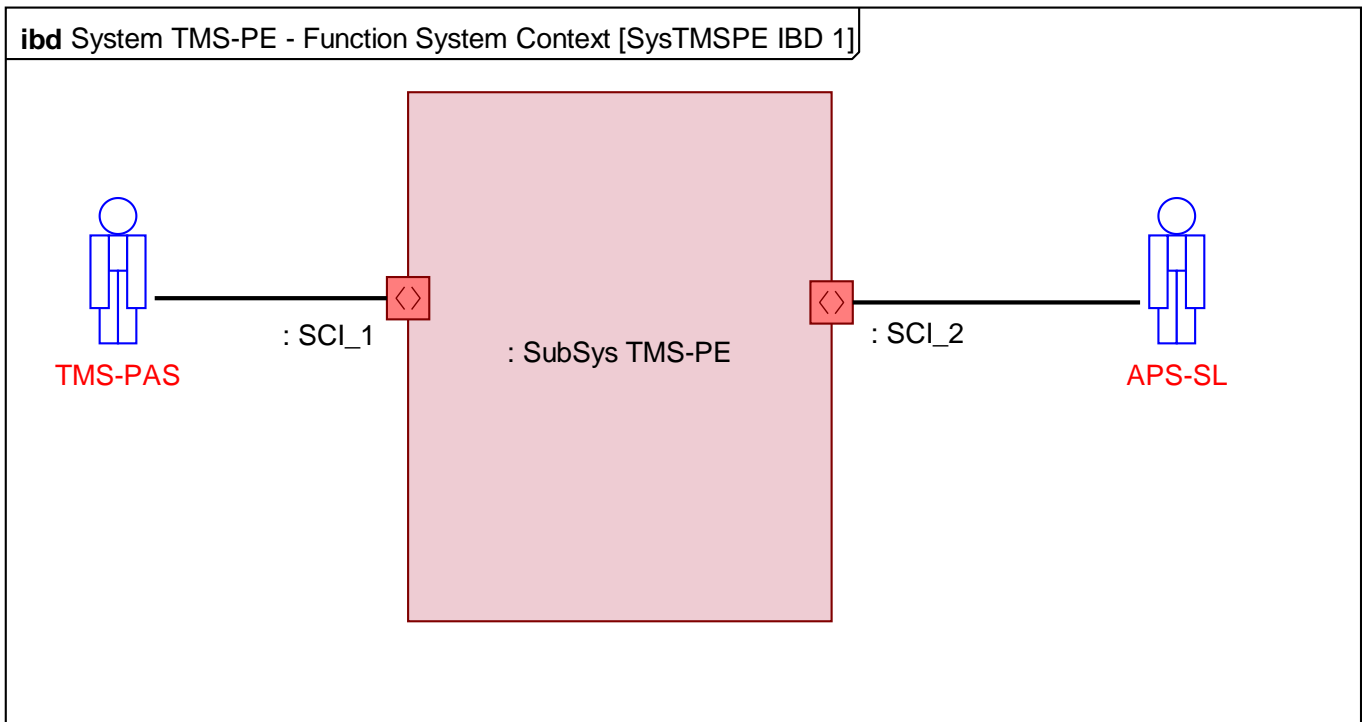 ibd System TMS-PE - Function System Context [SysTMSPE IBD 1]
: SCI_1
: SubSys TMS-PE
: SCI_2
TMS-PAS
APS-SL